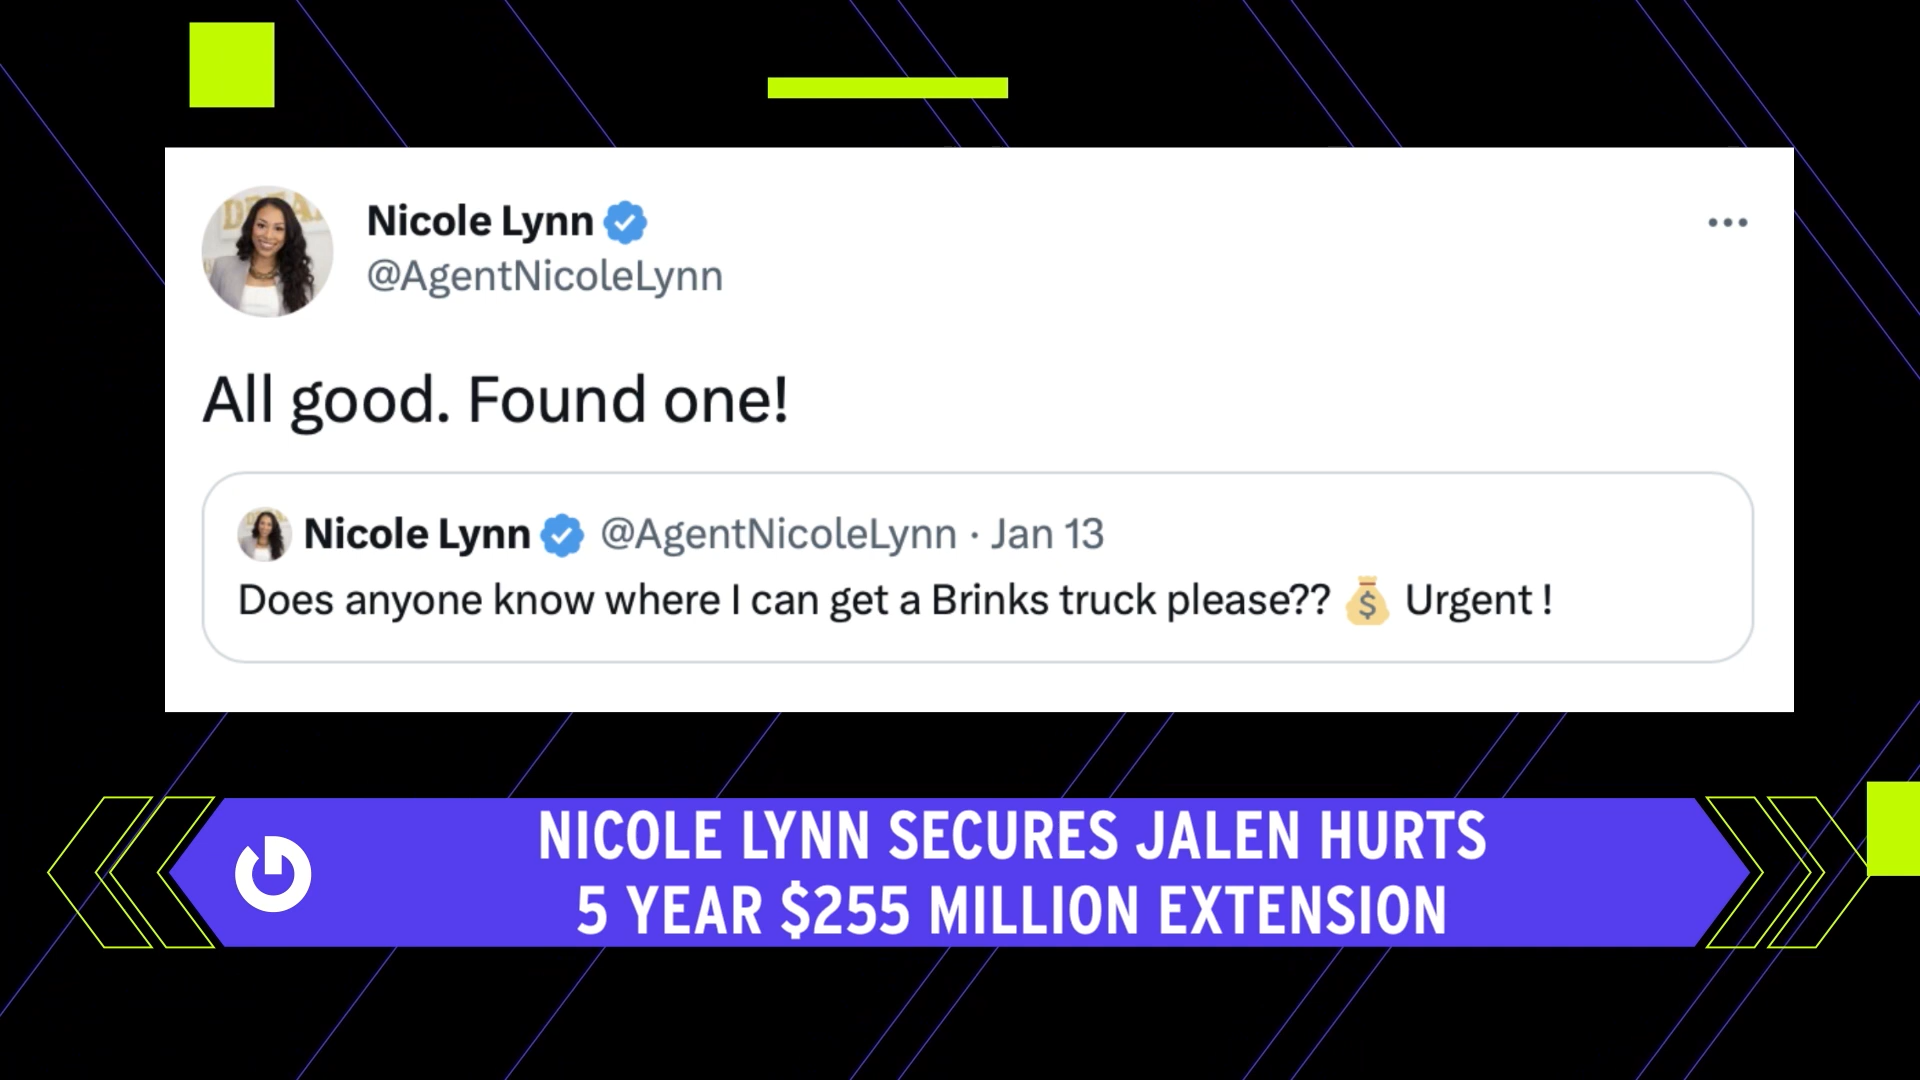 Nicole Lynn
@AgentNicoleLynn
All good. Found one!
Nicole Lynn @AgentNicoleLynn · Jan 13
Does anyone know where I can get a Brinks truck please?? 💰 Urgent !
NICOLE LYNN SECURES JALEN HURTS
5 YEAR $255 MILLION EXTENSION